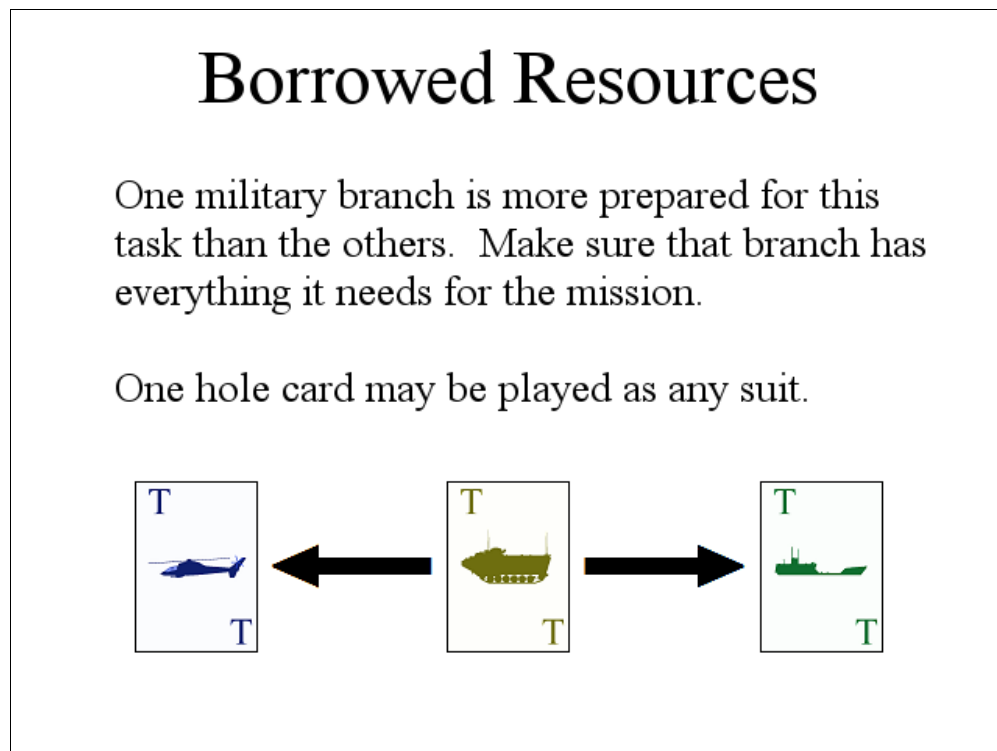 Borrowed Resources
One military branch is more prepared for this
task than the others.  Make sure that branch has
everything it needs for the mission.
One hole card may be played as any suit.
T T T
T T T